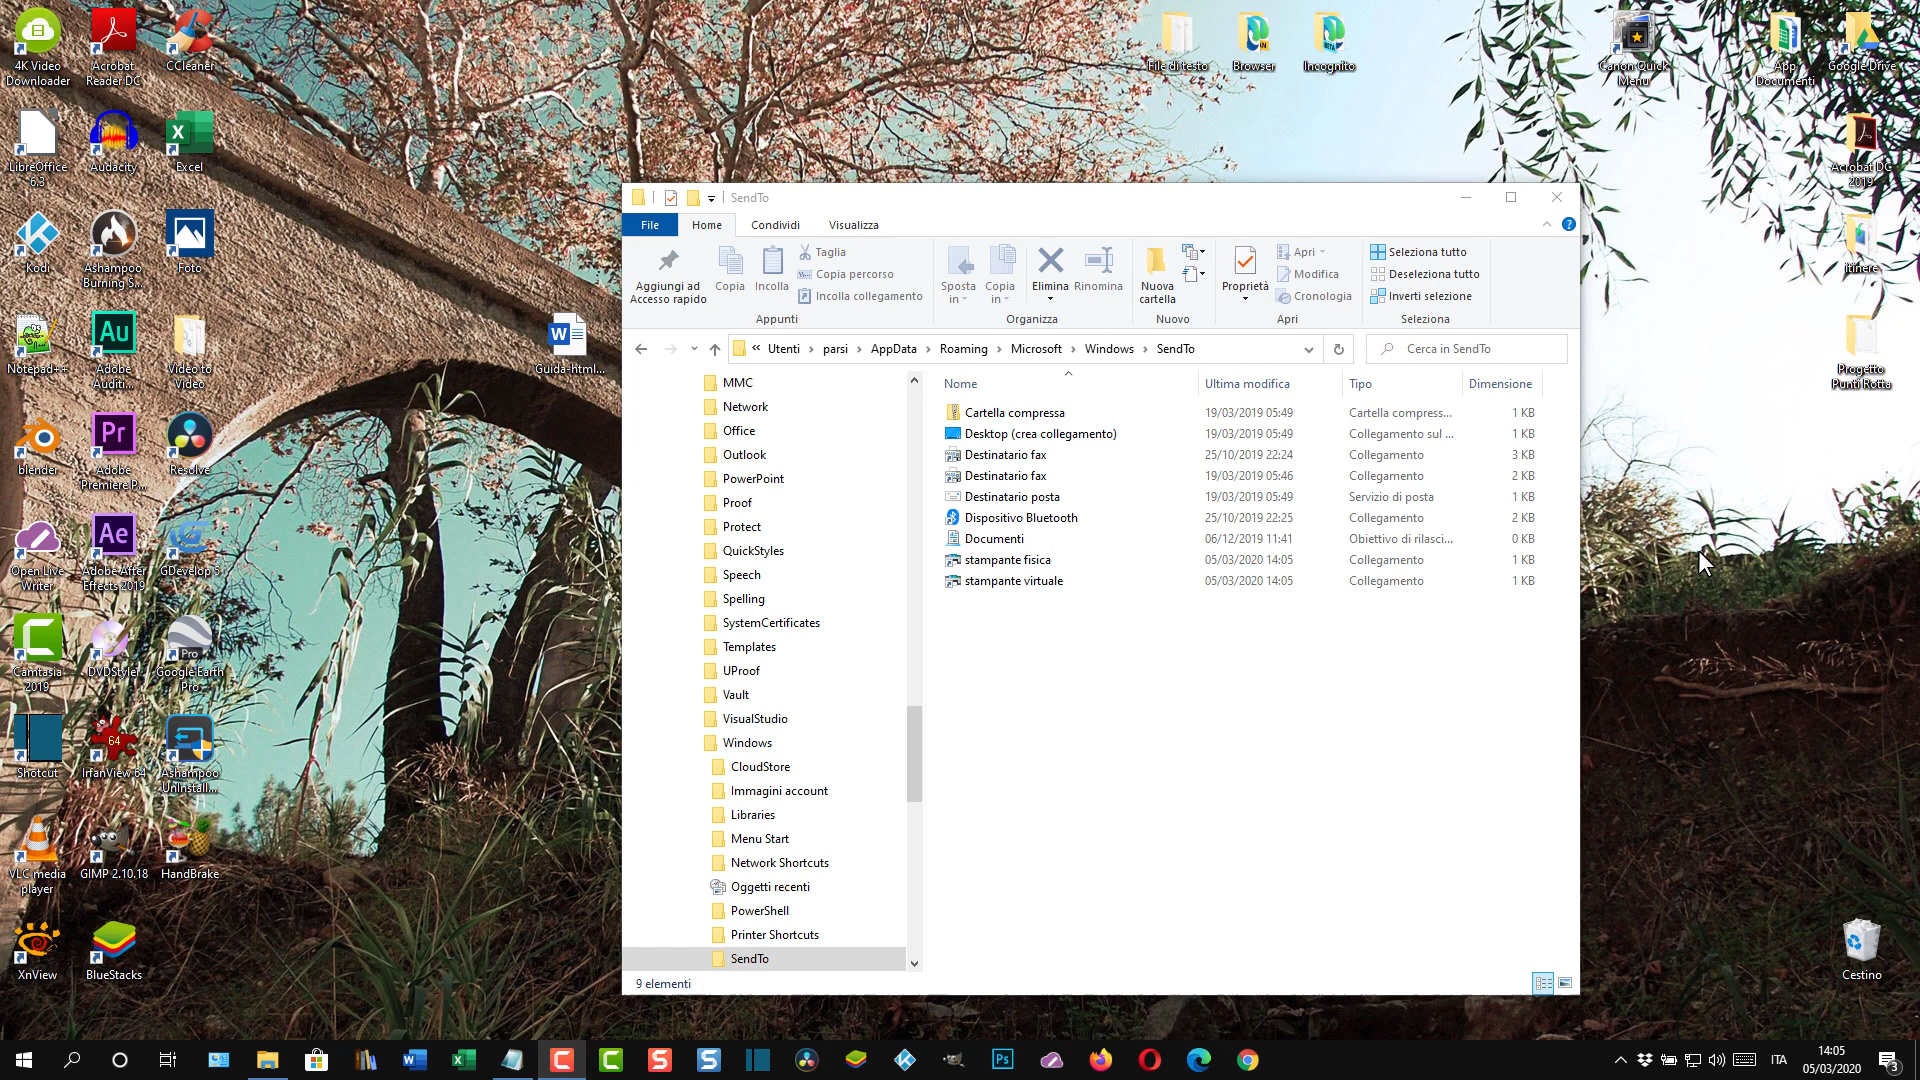 4K Video
Downloader
Acrobat
Reader DC
CCleaner
File di testo
Browser
Incognito
Canon Quick
Menu
App
Documenti
Google Drive
LibreOffice
6.3
Audacity
Excel
Acrobat DC
2019
Kodi
Ashampoo
Burning S...
Foto
itinere
Notepad++
Adobe
Auditi...
Video to
Video
Guida-html...
Progetto
Punti Rotta
blender
Adobe
Premiere P...
Resolve
Open Live
Writer
Adobe After
Effects 2019
GDevelop 5
Camtasia
2019
DVDStyler
Google Earth
Pro
Shotcut
IrfanView 64
Ashampoo
UnInstall...
VLC media
player
GIMP 2.10.18
HandBrake
XnView
BlueStacks
Cestino
SendTo
File
Home
Condividi
Visualizza
Aggiungi ad
Accesso rapido
Copia
Incolla
Taglia
Copia percorso
Incolla collegamento
Appunti
Sposta
in
Copia
in
Elimina
Rinomina
Organizza
Nuova
cartella
Nuovo
Proprietà
Apri
Modifica
Cronologia
Apri
Seleziona tutto
Deseleziona tutto
Inverti selezione
Seleziona
« Utenti › parsi › AppData › Roaming › Microsoft › Windows › SendTo
Cerca in SendTo
MMC
Network
Office
Outlook
PowerPoint
Proof
Protect
QuickStyles
Speech
Spelling
SystemCertificates
Templates
UProof
Vault
VisualStudio
Windows
CloudStore
Immagini account
Libraries
Menu Start
Network Shortcuts
Oggetti recenti
PowerShell
Printer Shortcuts
SendTo
Nome Ultima modifica Tipo Dimensione
Cartella compressa 19/03/2019 05:49 Cartella compress... 1 KB
Desktop (crea collegamento) 19/03/2019 05:49 Collegamento sul ... 1 KB
Destinatario fax 25/10/2019 22:24 Collegamento 3 KB
Destinatario fax 19/03/2019 05:46 Collegamento 2 KB
Destinatario posta 19/03/2019 05:49 Servizio di posta 1 KB
Dispositivo Bluetooth 25/10/2019 22:25 Collegamento 2 KB
Documenti 06/12/2019 11:41 Obiettivo di rilasci... 0 KB
stampante fisica 05/03/2020 14:05 Collegamento 1 KB
stampante virtuale 05/03/2020 14:05 Collegamento 1 KB
9 elementi
ITA
14:05
05/03/2020
3